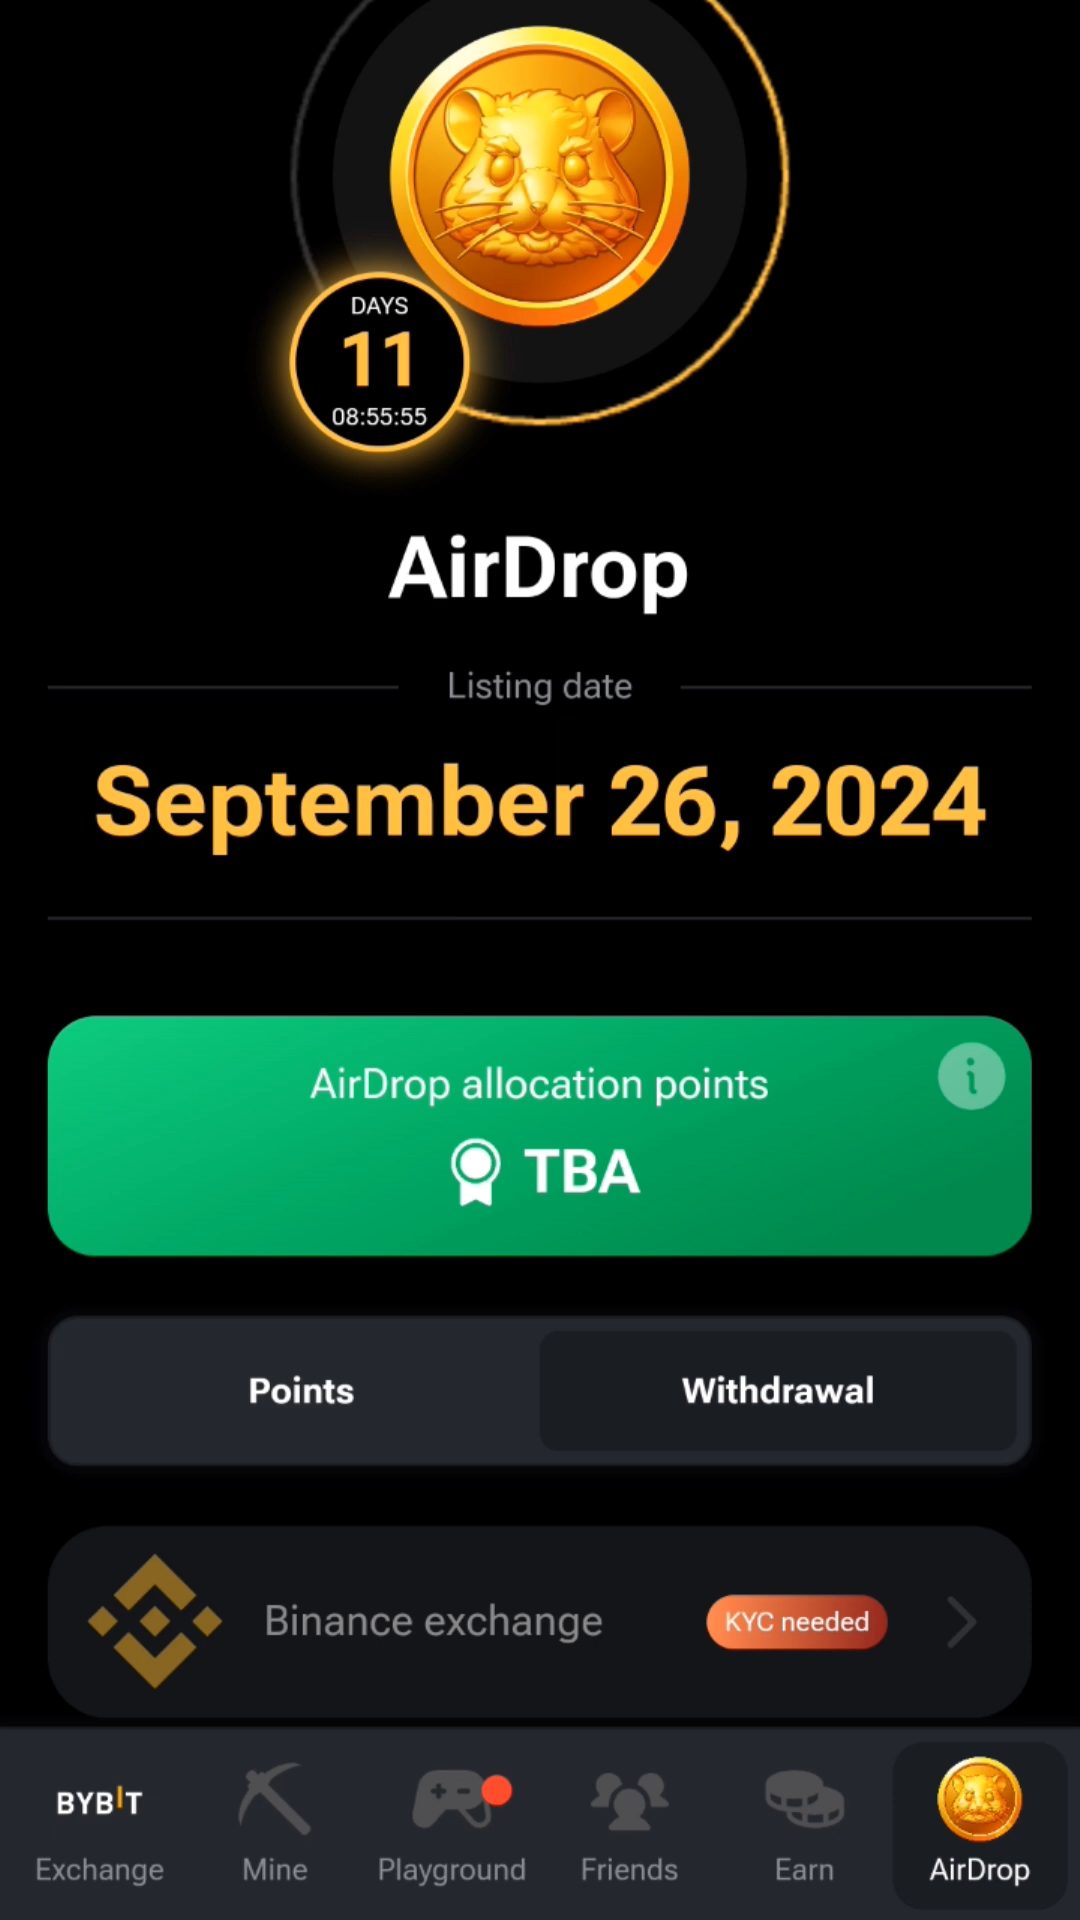 DAYS
11
08:55:55
AirDrop
Listing date
September 26, 2024
AirDrop allocation points
TBA
Points
Withdrawal
Binance exchange
KYC needed
BYBIT
Exchange
Mine
Playground
Friends
Earn
AirDrop